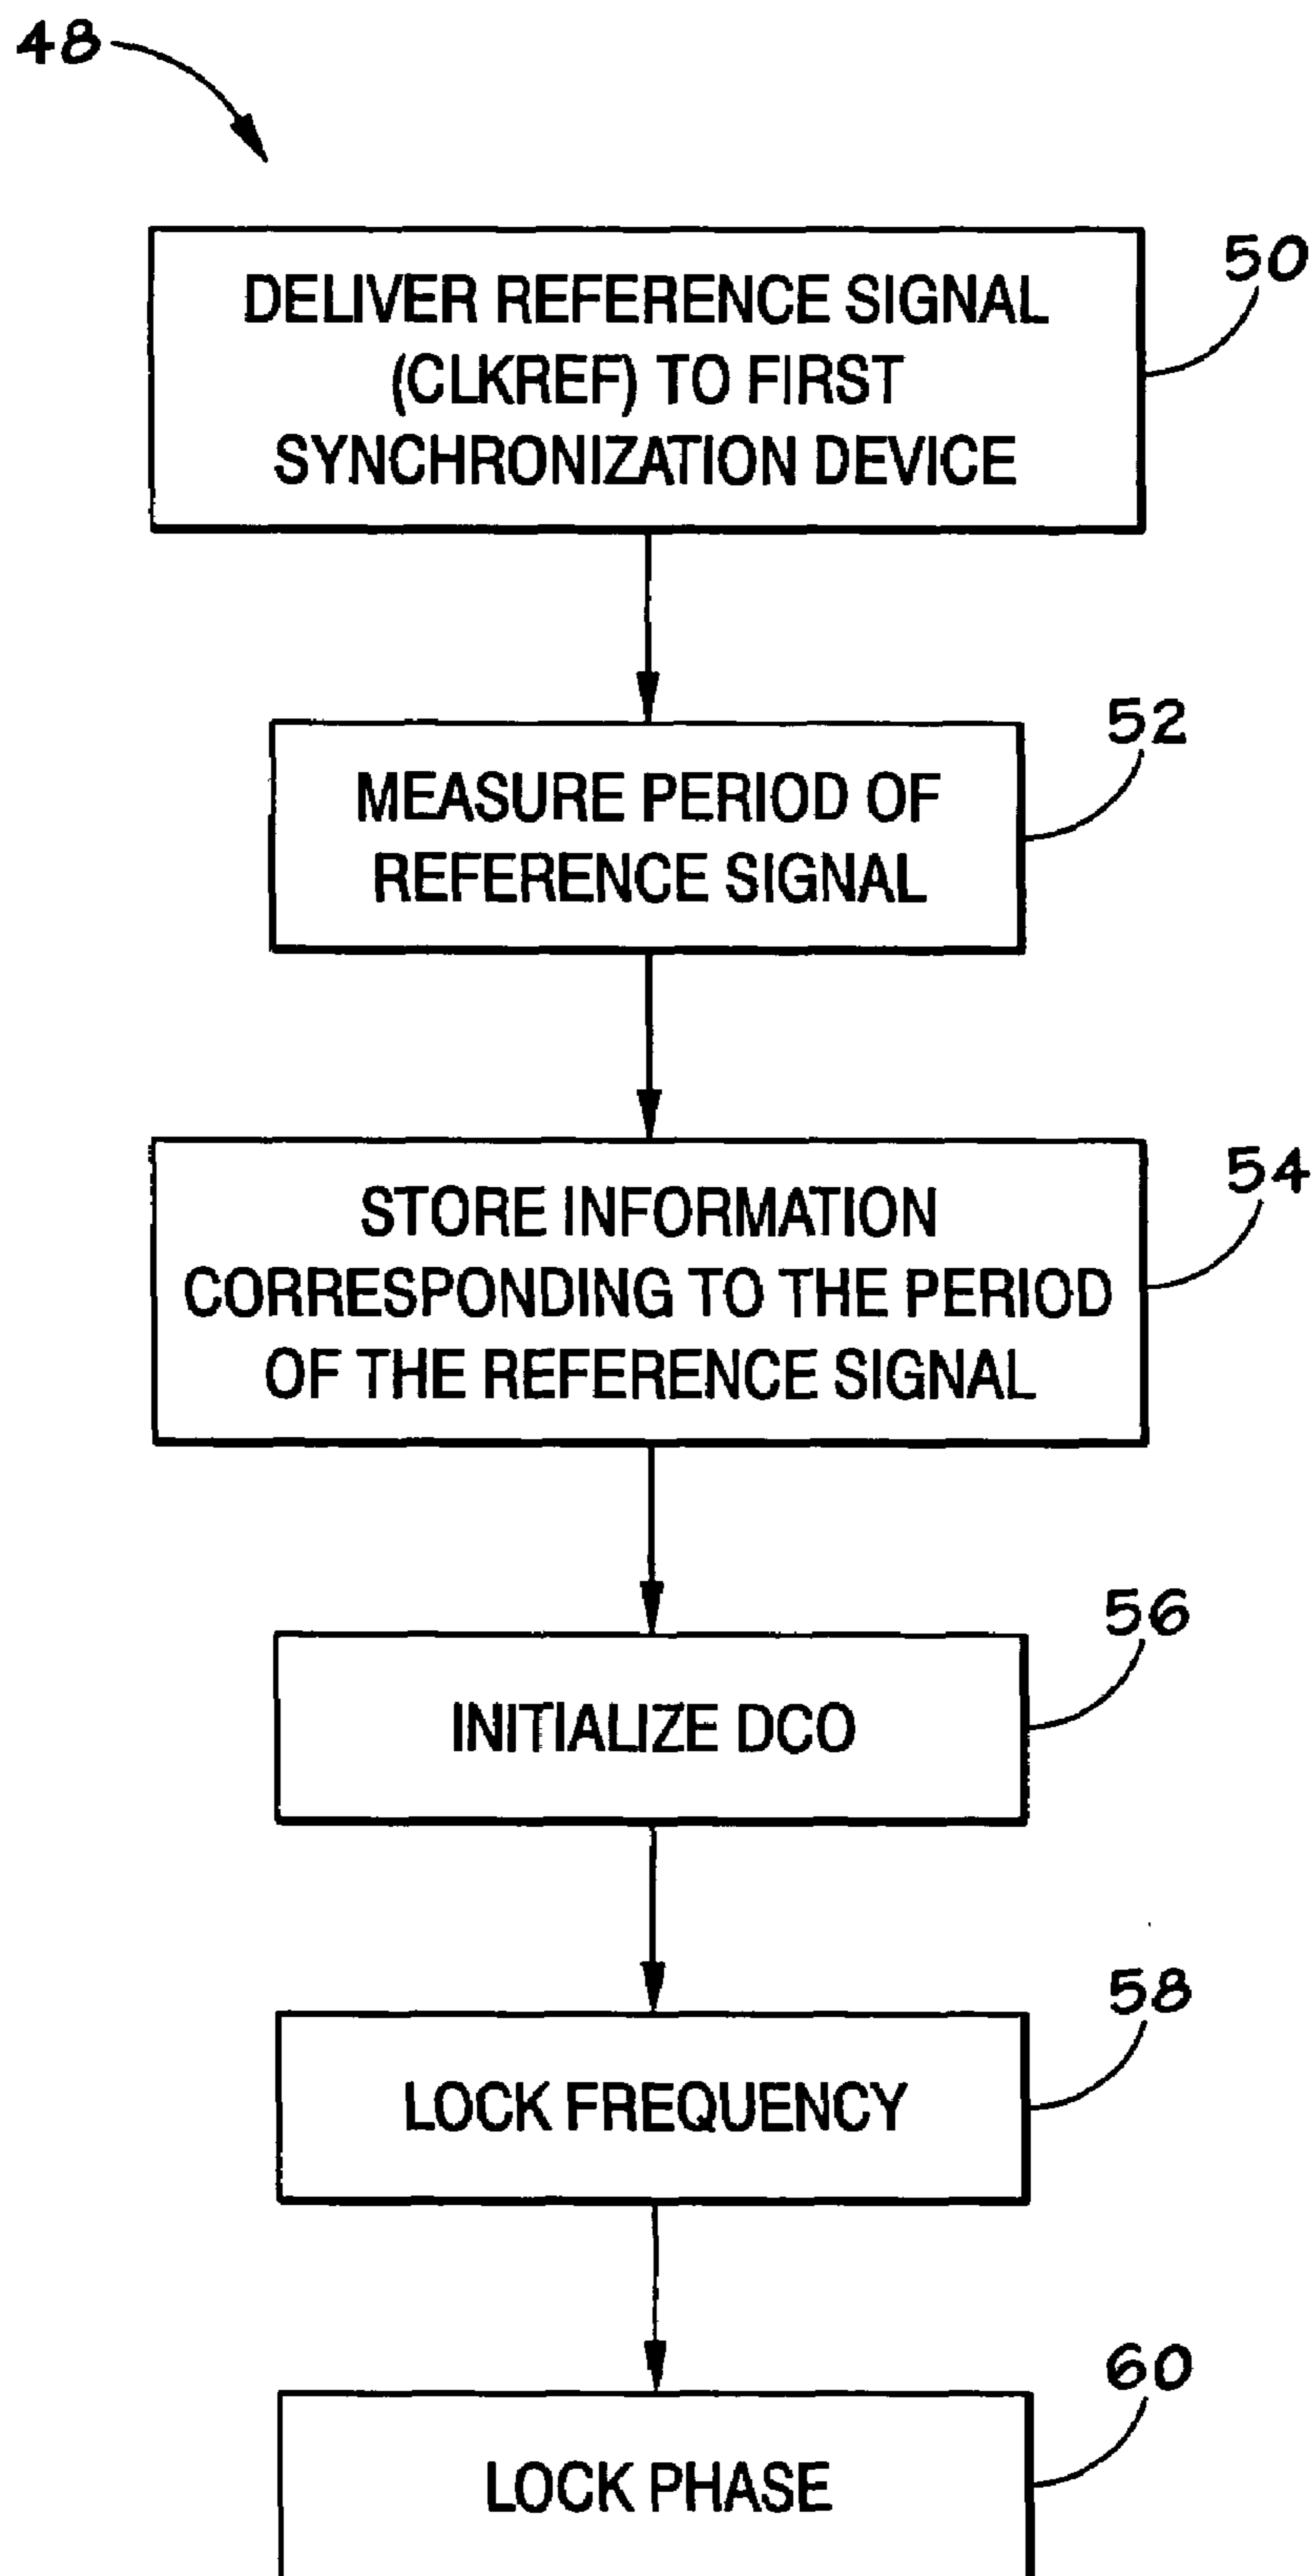 48
50
DELIVER REFERENCE SIGNAL
(CLKREF) TO FIRST
SYNCHRONIZATION DEVICE
52
MEASURE PERIOD OF
REFERENCE SIGNAL
54
STORE INFORMATION
CORRESPONDING TO THE PERIOD
OF THE REFERENCE SIGNAL
56
INITIALIZE DCO
58
LOCK FREQUENCY
60
LOCK PHASE